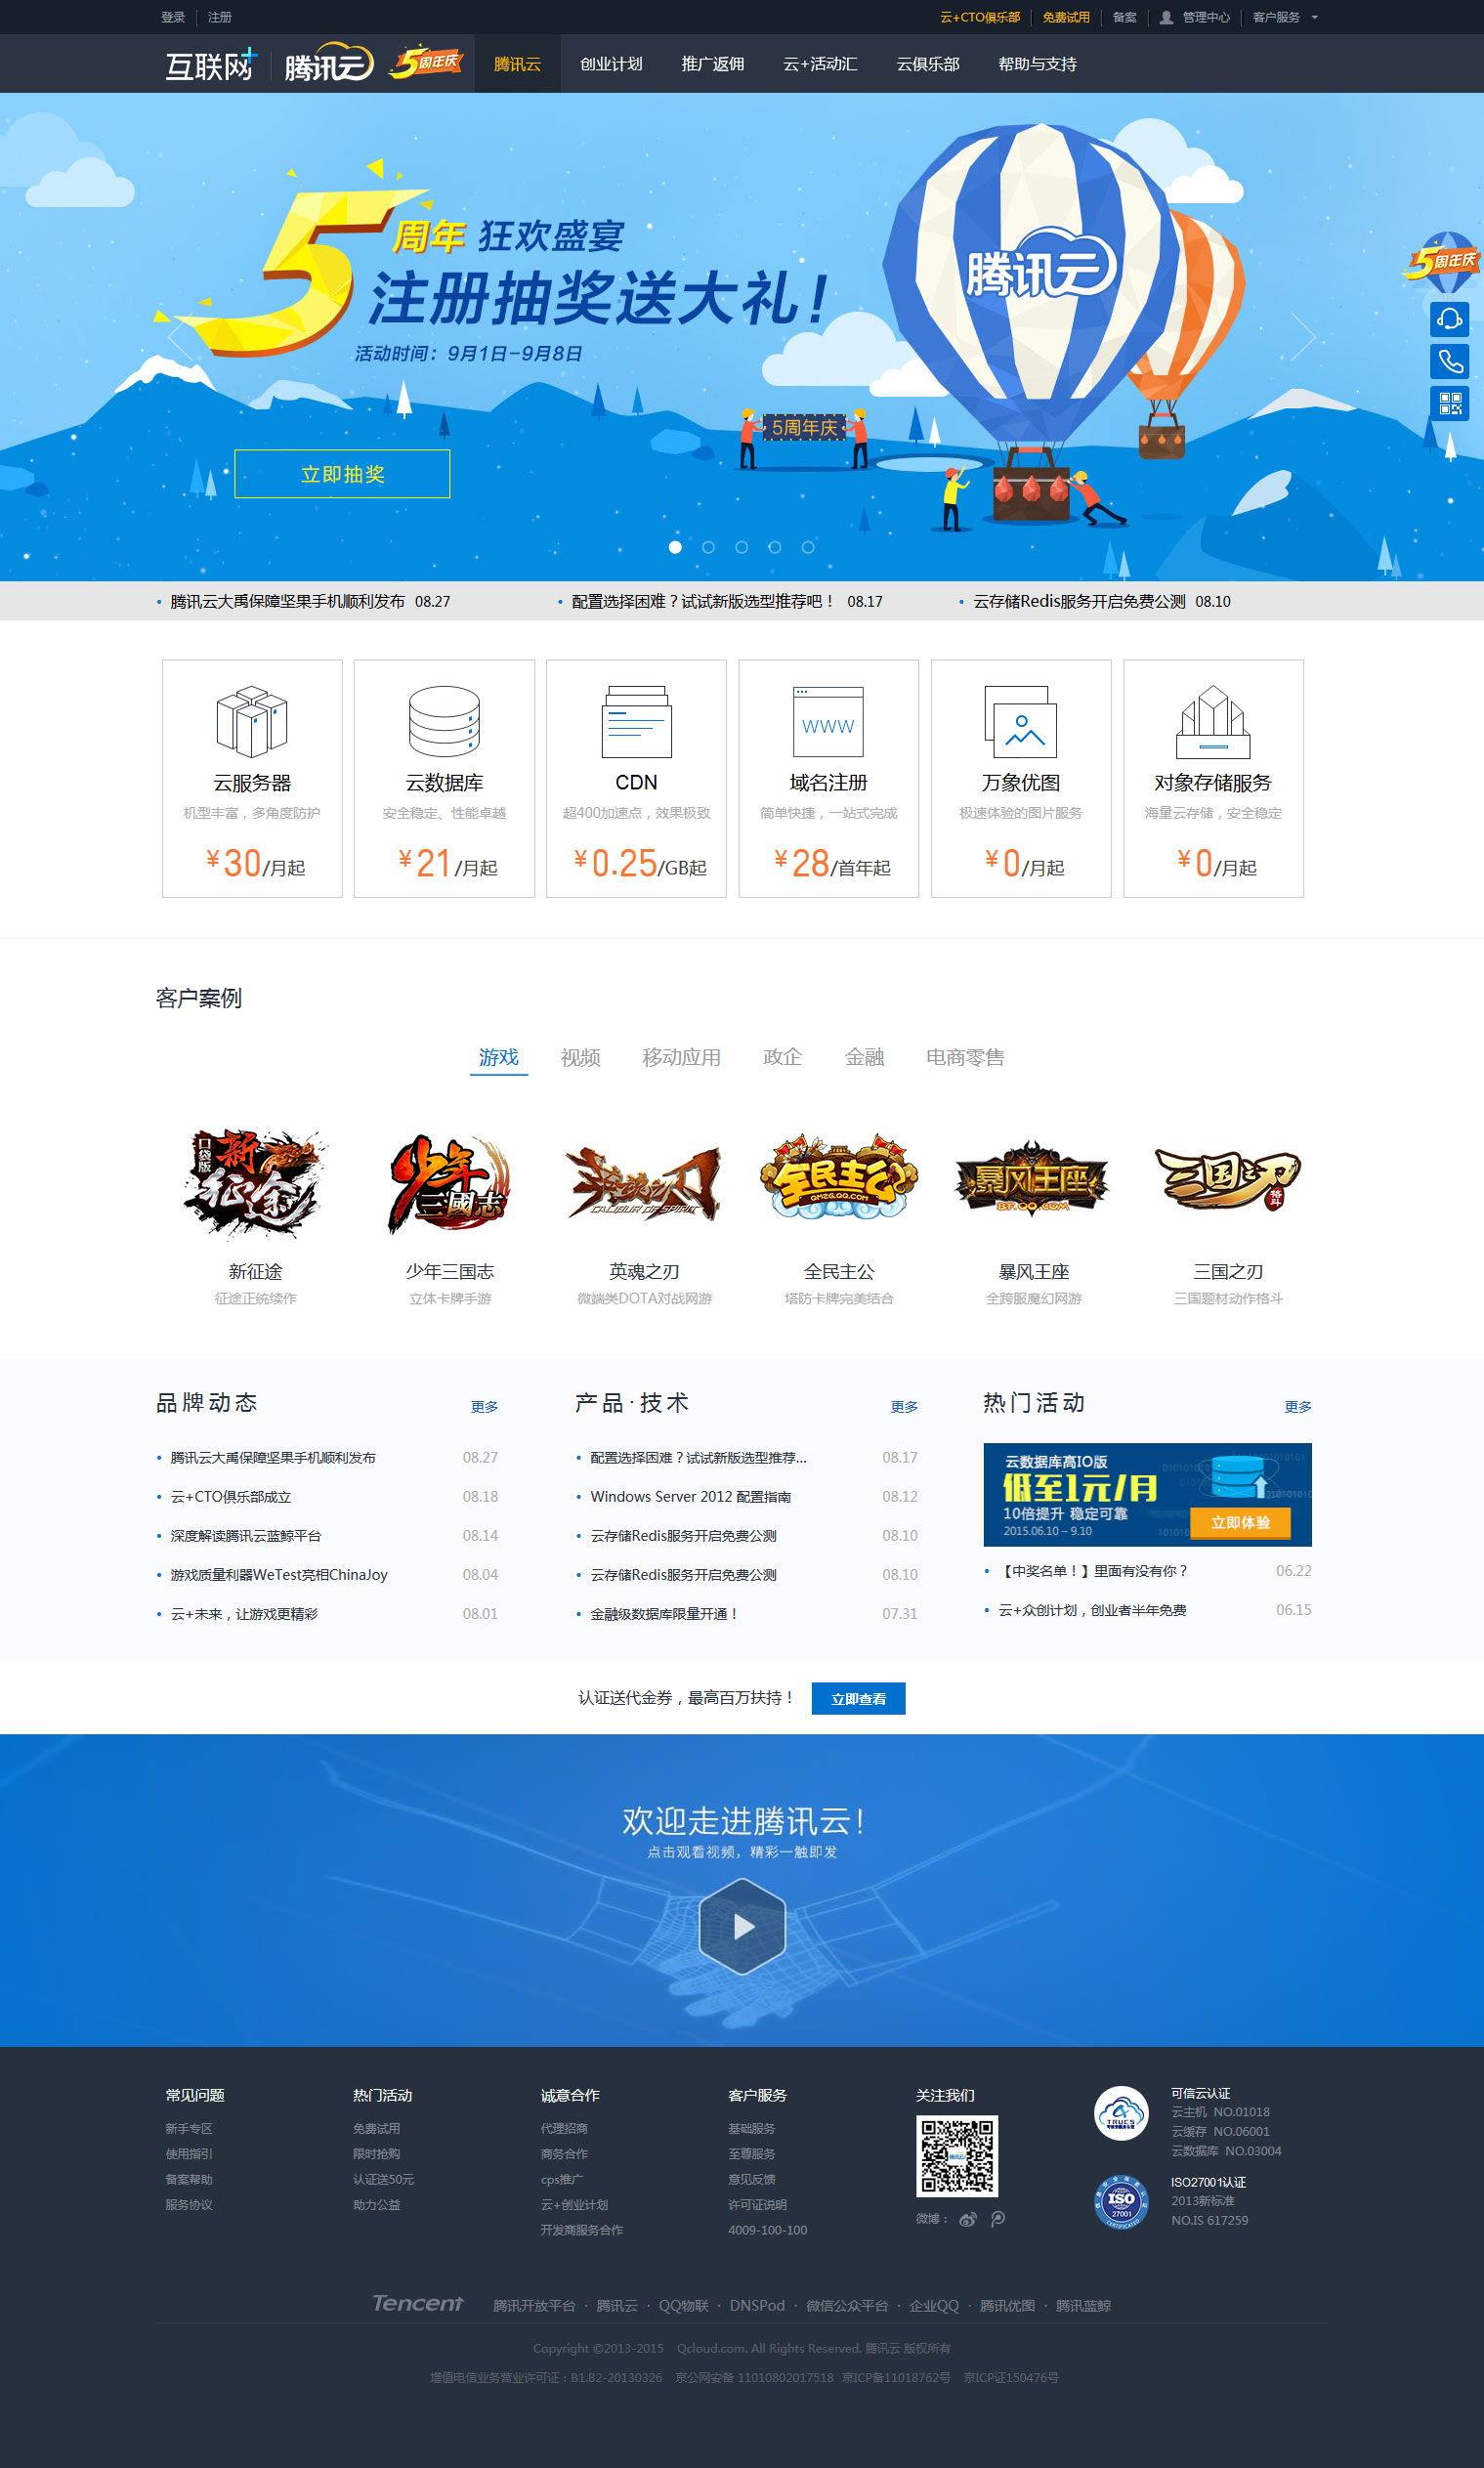 登录 注册 云+CTO俱乐部 免费试用 备案 管理中心 客户服务
互联网+ 腾讯云 5周年庆 腾讯云 创业计划 推广返佣 云+活动汇 云俱乐部 帮助与支持
5周年 狂欢盛宴
注册抽奖送大礼！
活动时间：9月1日-9月8日
腾讯云
5周年庆
5周年庆
立即抽奖
腾讯云大禹保障坚果手机顺利发布 08.27
配置选择困难？试试新版选型推荐吧！ 08.17
云存储Redis服务开启免费公测 08.10
云服务器
机型丰富，多角度防护
¥30/月起
云数据库
安全稳定、性能卓越
¥21/月起
CDN
超400加速点，效果极致
¥0.25/GB起
WWW
域名注册
简单快捷，一站式完成
¥28/首年起
万象优图
极速体验的图片服务
¥0/月起
对象存储服务
海量云存储，安全稳定
¥0/月起
客户案例
游戏 视频 移动应用 政企 金融 电商零售
口袋版 新征途
少年三國志
英魂之刃
CALIBUR OF SPIRIT
全民主公
QMZG.QQ.COM
暴风王座
BF.QQ.COM
三国之刃 格斗
新征途
征途正统续作
少年三国志
立体卡牌手游
英魂之刃
微端类DOTA对战网游
全民主公
塔防卡牌完美结合
暴风王座
全跨服魔幻网游
三国之刃
三国题材动作格斗
品牌动态 更多
腾讯云大禹保障坚果手机顺利发布 08.27
云+CTO俱乐部成立 08.18
深度解读腾讯云蓝鲸平台 08.14
游戏质量利器WeTest亮相ChinaJoy 08.04
云+未来，让游戏更精彩 08.01
产品·技术 更多
配置选择困难？试试新版选型推荐... 08.17
Windows Server 2012 配置指南 08.12
云存储Redis服务开启免费公测 08.10
云存储Redis服务开启免费公测 08.10
金融级数据库限量开通！ 07.31
热门活动 更多
云数据库高IO版
低至1元/月
10倍提升 稳定可靠
2015.06.10 – 9.10
立即体验
【中奖名单！】里面有没有你？ 06.22
云+众创计划，创业者半年免费 06.15
认证送代金券，最高百万扶持！ 立即查看
欢迎走进腾讯云！
点击观看视频，精彩一触即发
常见问题
新手专区
使用指引
备案帮助
服务协议
热门活动
免费试用
限时抢购
认证送50元
助力公益
诚意合作
代理招商
商务合作
cps推广
云+创业计划
开发商服务合作
客户服务
基础服务
至尊服务
意见反馈
许可证说明
4009-100-100
关注我们
微博：
TRUCS
可信云认证
云主机 NO.01018
云缓存 NO.06001
云数据库 NO.03004
ISO
27001
CERTIFICATED
ISO27001认证
2013新标准
NO.IS 617259
Tencent 腾讯开放平台 · 腾讯云 · QQ物联 · DNSPod · 微信公众平台 · 企业QQ · 腾讯优图 · 腾讯蓝鲸
Copyright ©2013-2015 Qcloud.com. All Rights Reserved. 腾讯云 版权所有
增值电信业务营业许可证：B1.B2-20130326 京公网安备 11010802017518 京ICP备11018762号 京ICP证150476号